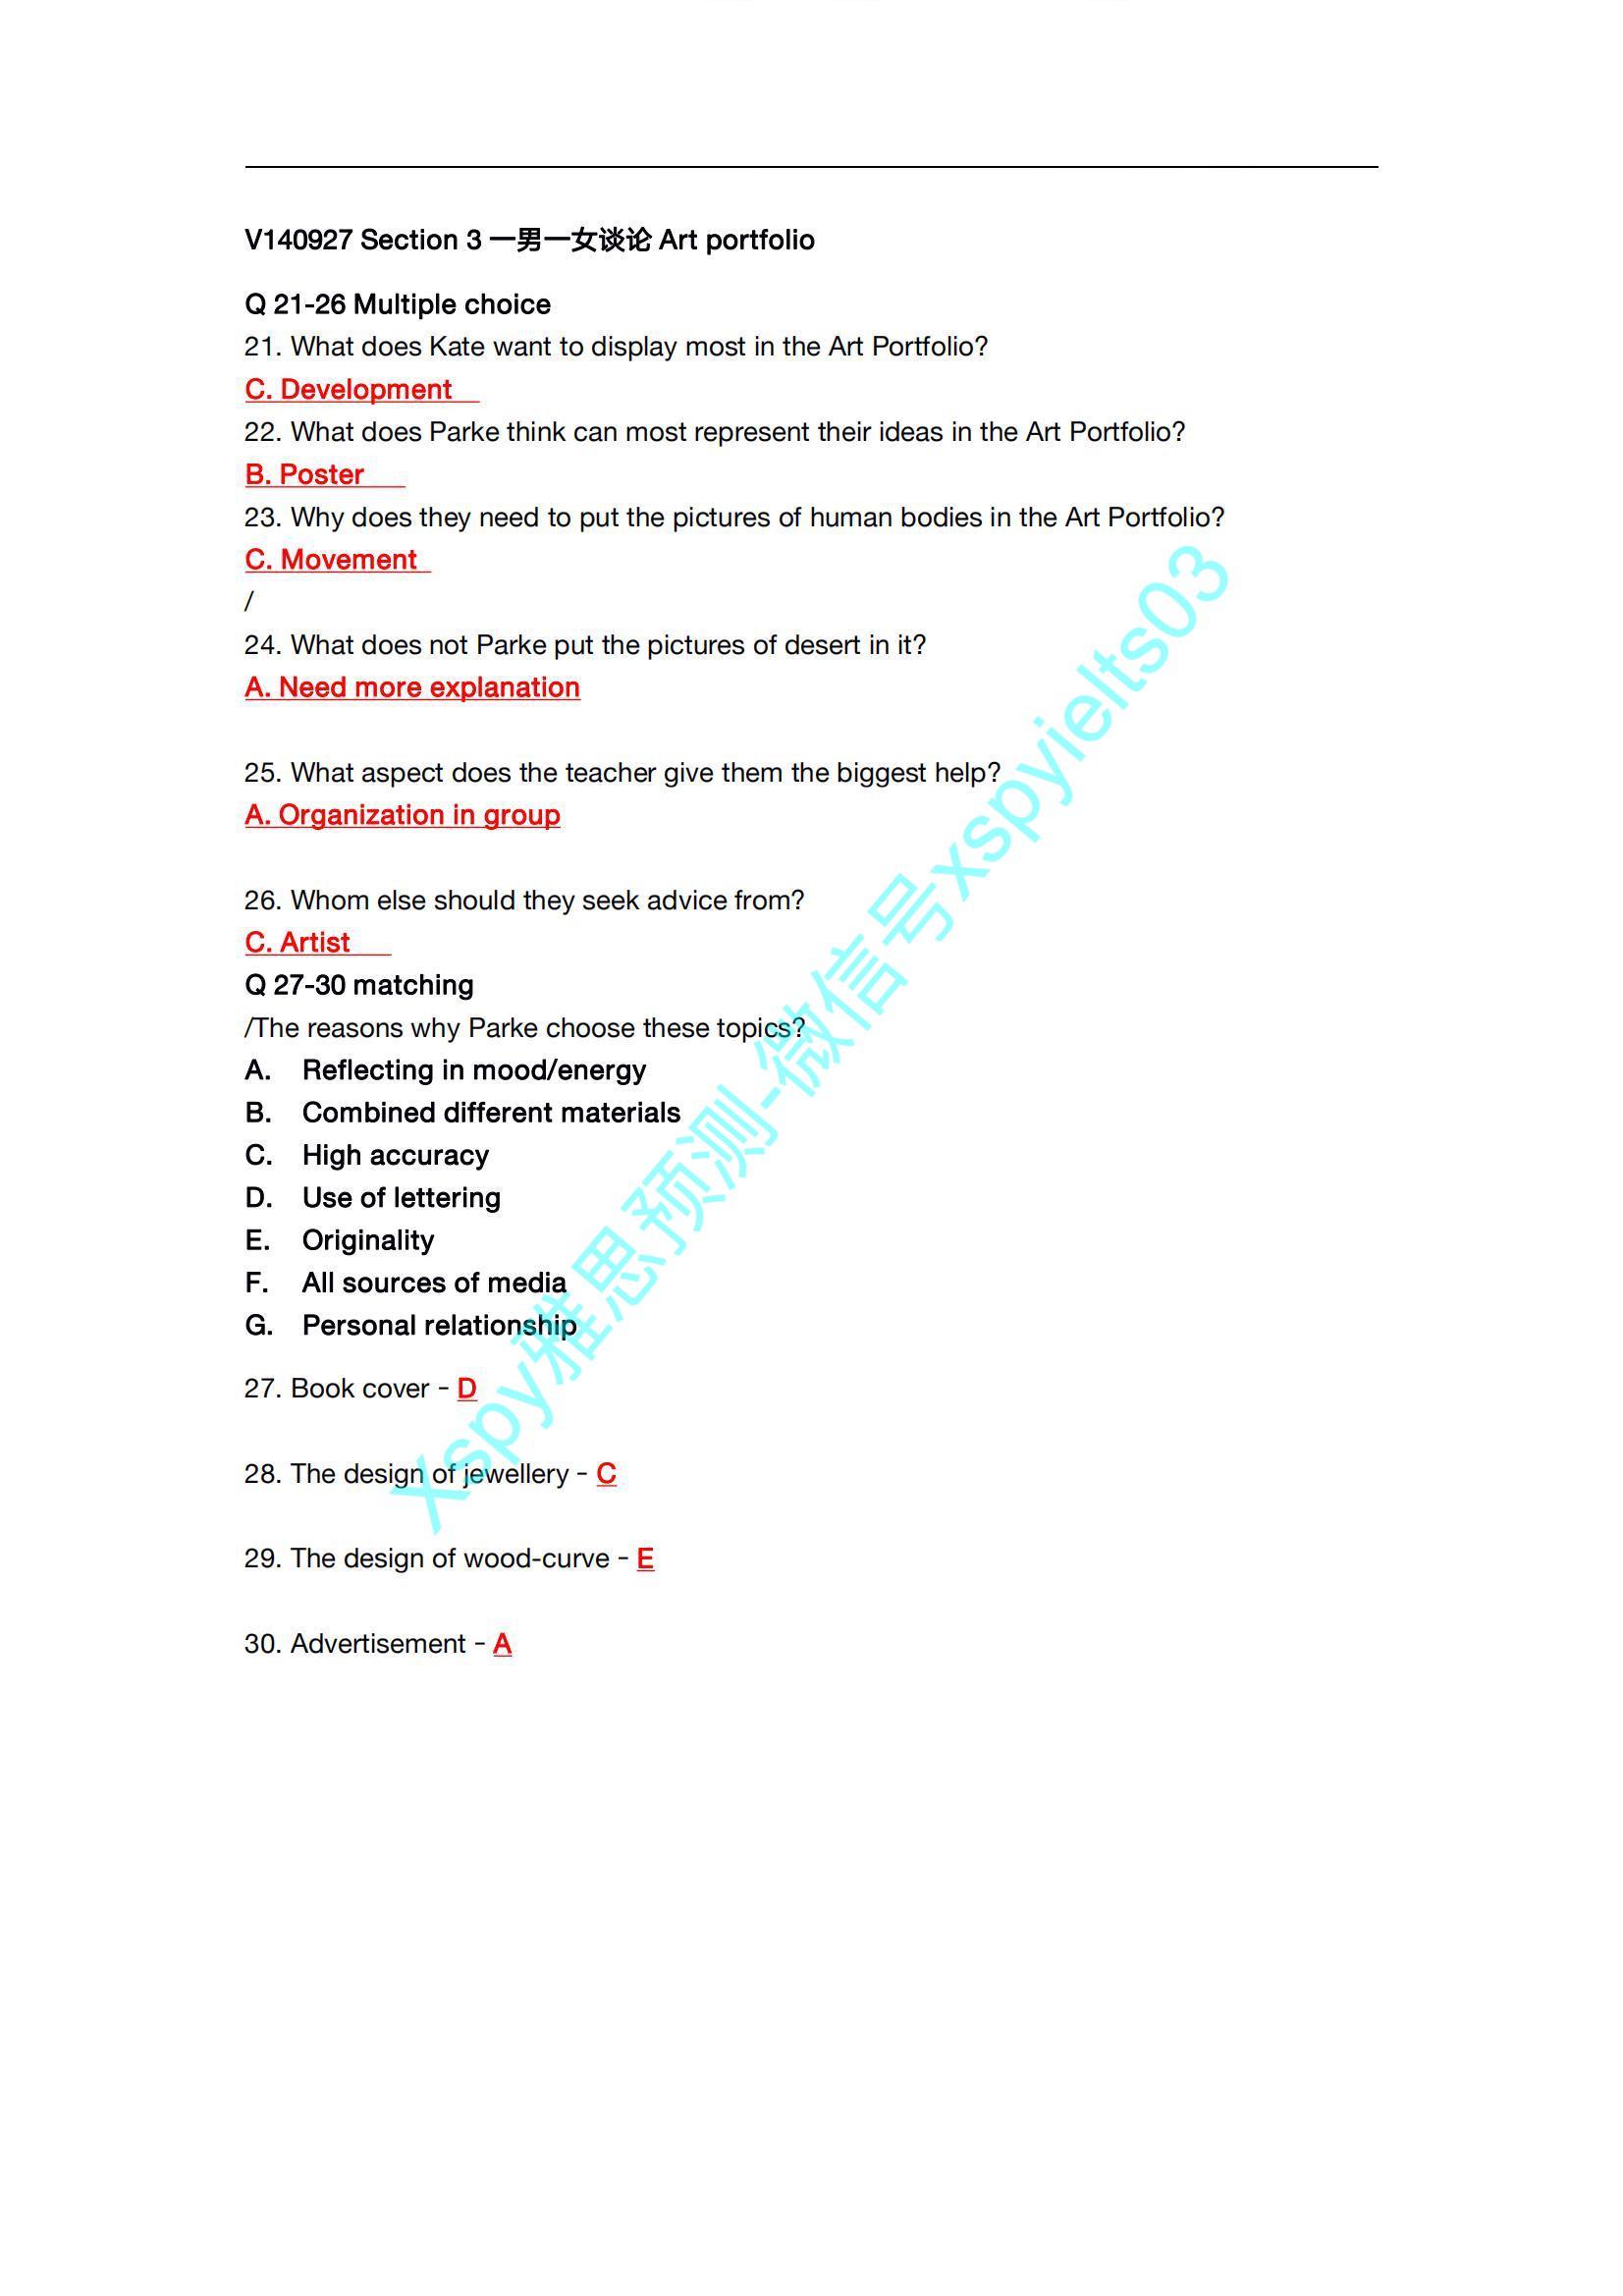 V140927 Section 3 一男一女谈论 Art portfolio
Q 21-26 Multiple choice
21. What does Kate want to display most in the Art Portfolio?
C. Development
22. What does Parke think can most represent their ideas in the Art Portfolio?
B. Poster
23. Why does they need to put the pictures of human bodies in the Art Portfolio?
C. Movement
/
24. What does not Parke put the pictures of desert in it?
A. Need more explanation
25. What aspect does the teacher give them the biggest help?
A. Organization in group
26. Whom else should they seek advice from?
C. Artist
Q 27-30 matching
/The reasons why Parke choose these topics?
A. Reflecting in mood/energy
B. Combined different materials
C. High accuracy
D. Use of lettering
E. Originality
F. All sources of media
G. Personal relationship
27. Book cover - D
28. The design of jewellery - C
29. The design of wood-curve - E
30. Advertisement - A
Xspy雅思预测-微信号xspyielts03